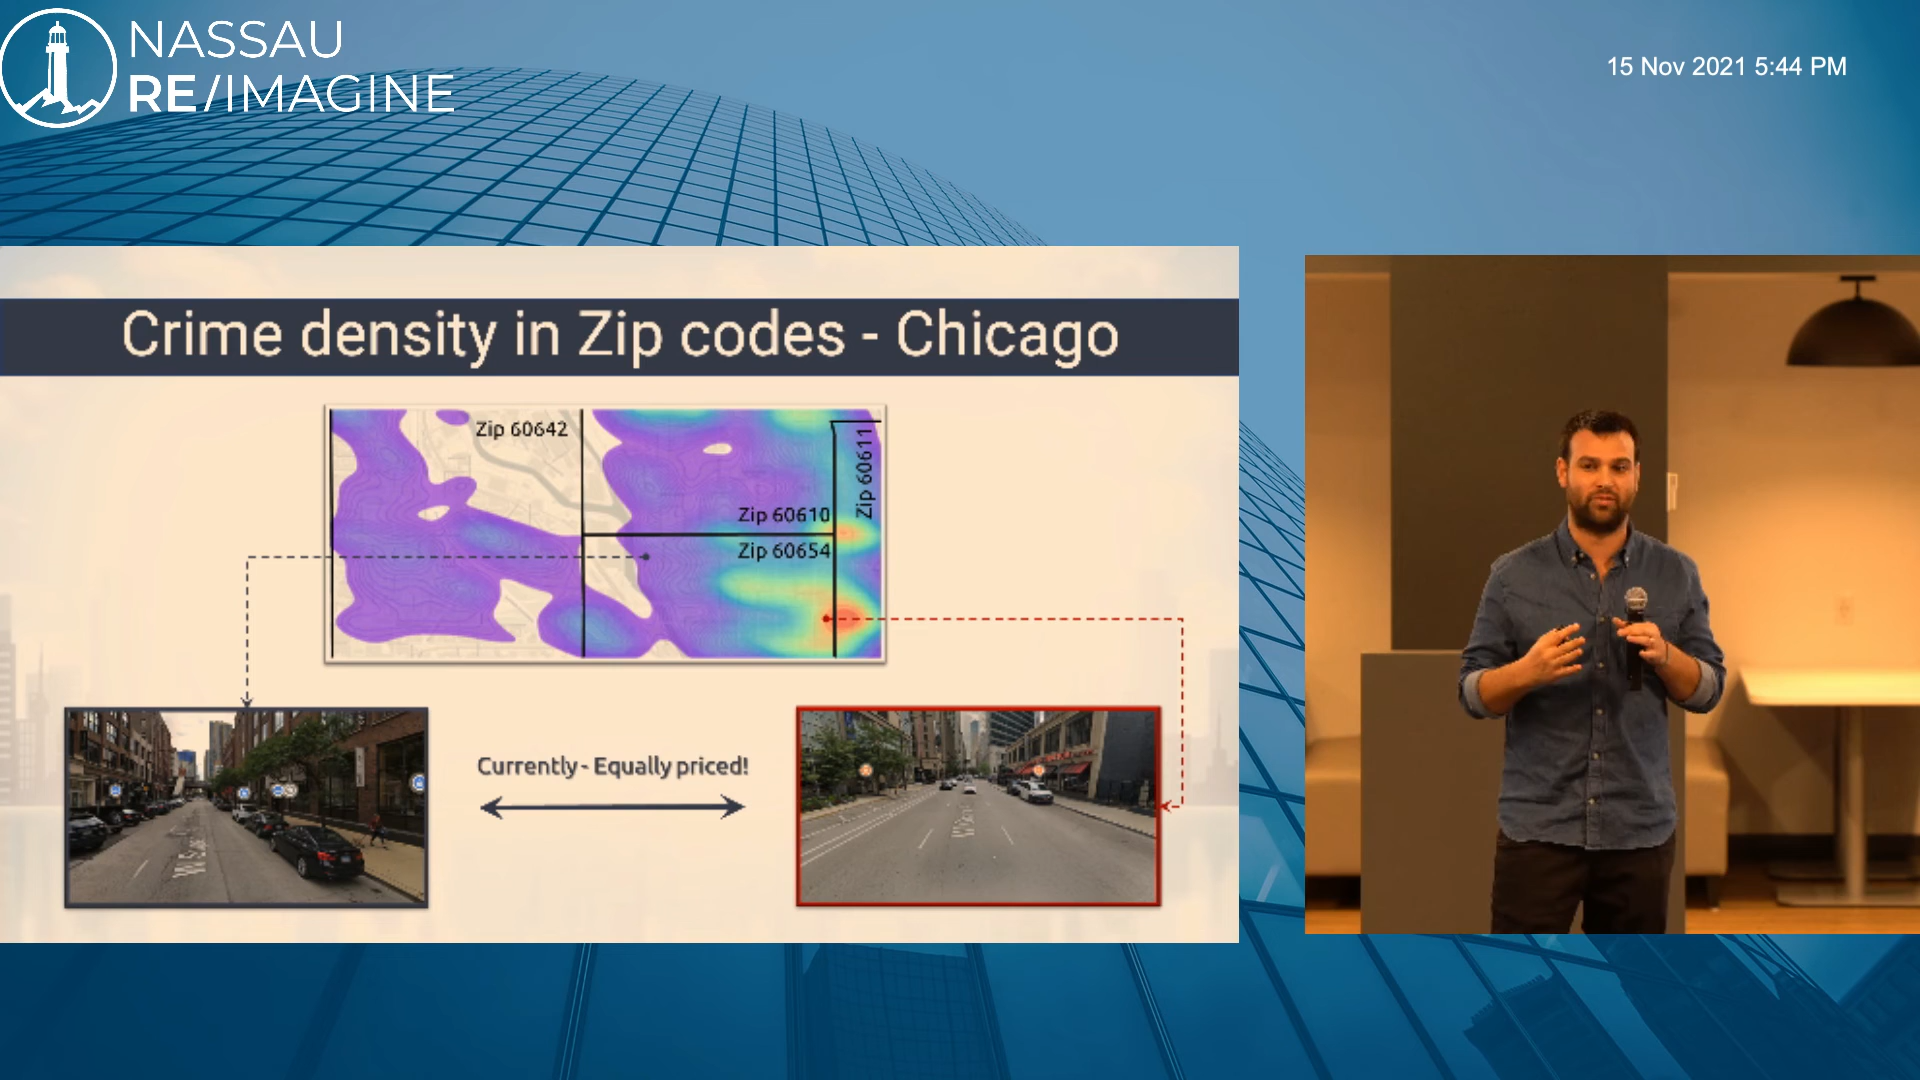 NASSAU
RE/IMAGINE
15 Nov 2021 5:44 PM
Crime density in Zip codes - Chicago
Zip 60642
Zip 60611
Zip 60610
Zip 60654
Currently - Equally priced!